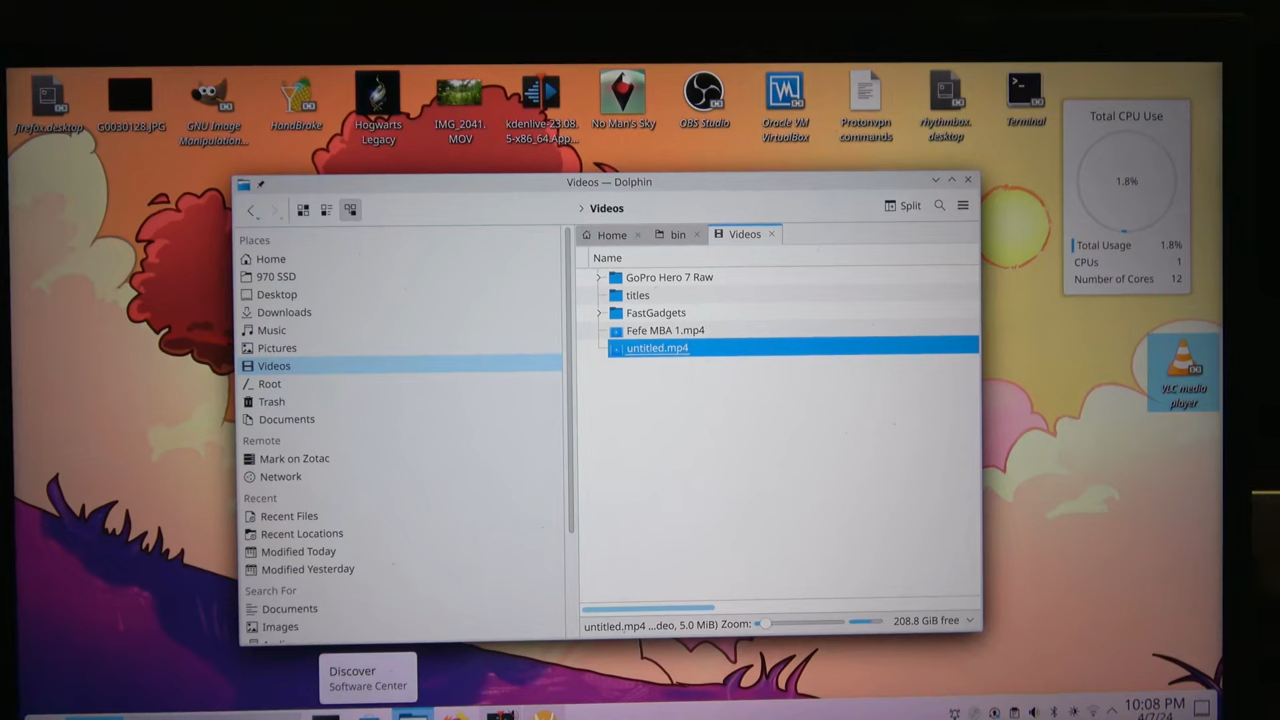 firefox.desktop
G0030128.JPG
GNU Image
Manipulation...
HandBrake
Hogwarts
Legacy
IMG_2041.
MOV
kdenlive-23.08.
5-x86_64.App...
No Man's Sky
OBS Studio
Oracle VM
VirtualBox
Protonvpn
commands
rhythmbox.
desktop
Terminal
Total CPU Use
1.8%
Total Usage 1.8%
CPUs 1
Number of Cores 12
VLC media
player
Videos — Dolphin
Videos
Split
Home
bin
Videos
Places
Home
970 SSD
Desktop
Downloads
Music
Pictures
Videos
Root
Trash
Documents
Remote
Mark on Zotac
Network
Recent
Recent Files
Recent Locations
Modified Today
Modified Yesterday
Search For
Documents
Images
Name
GoPro Hero 7 Raw
titles
FastGadgets
Fefe MBA 1.mp4
untitled.mp4
untitled.mp4 ...deo, 5.0 MiB)
Zoom:
208.8 GiB free
Discover
Software Center
10:08 PM
4/7/24